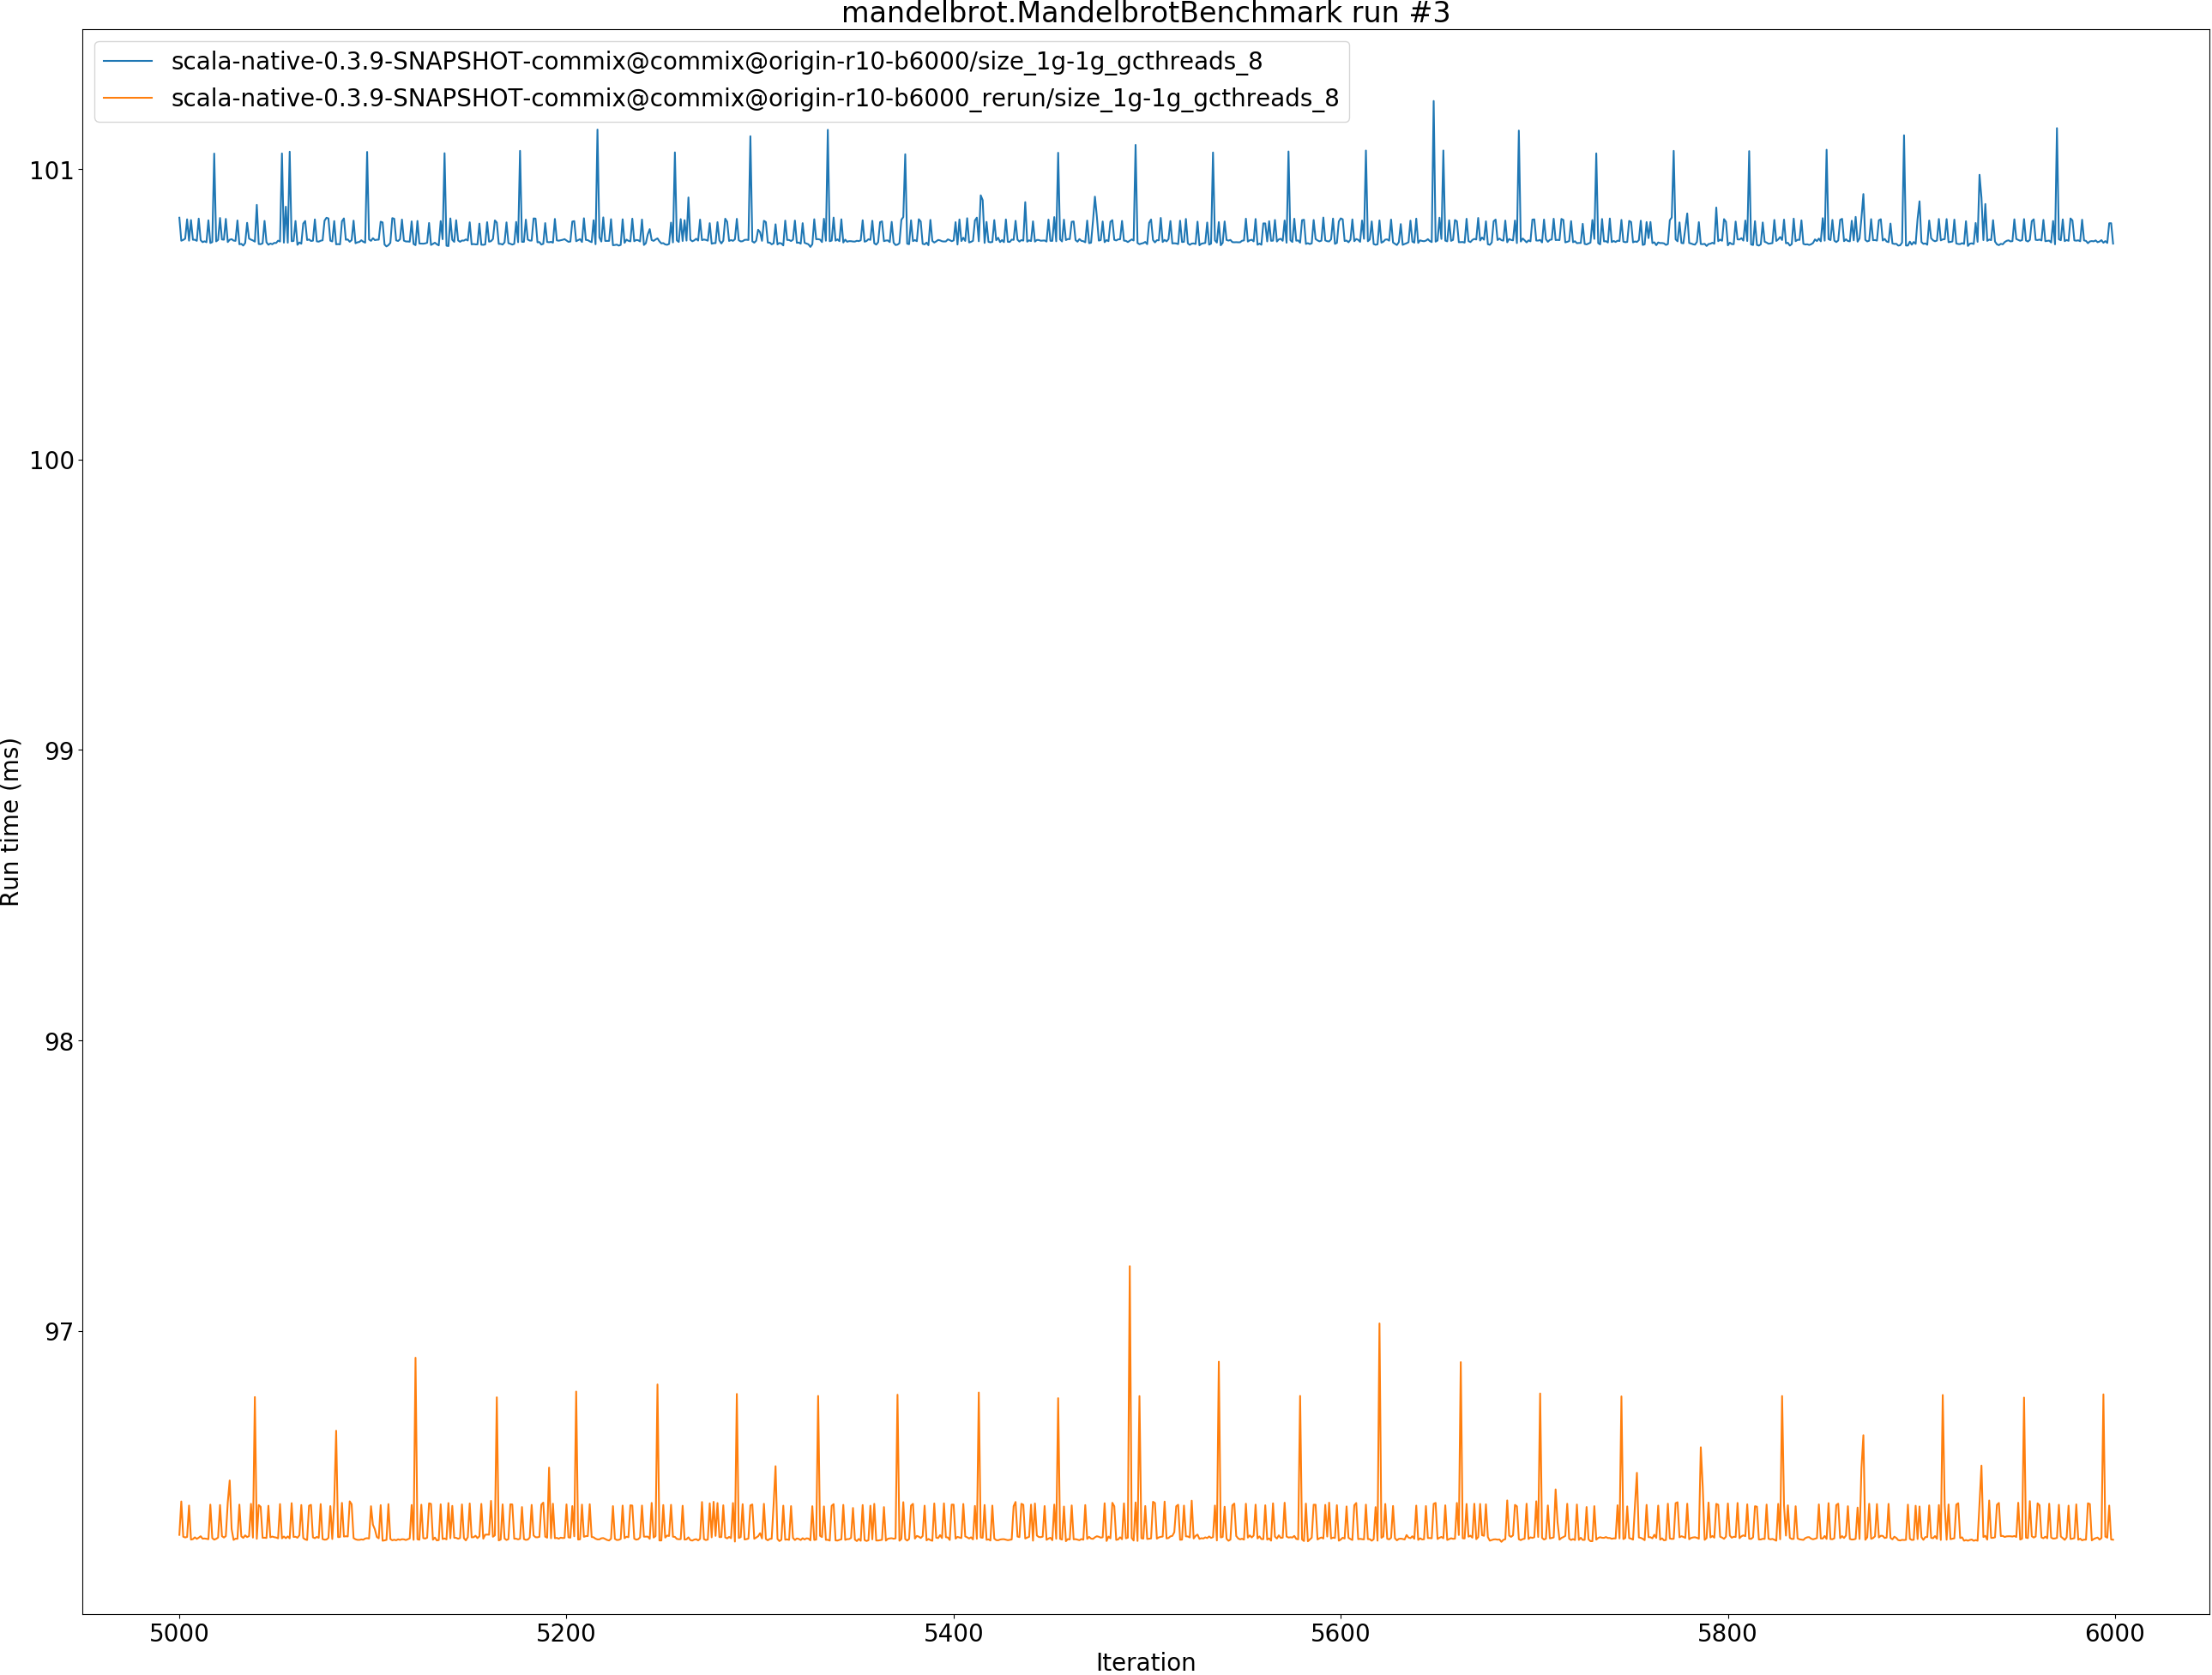 mandelbrot.MandelbrotBenchmark run #3
scala-native-0.3.9-SNAPSHOT-commix@commix@origin-r10-b6000/size_1g-1g_gcthreads_8
scala-native-0.3.9-SNAPSHOT-commix@commix@origin-r10-b6000_rerun/size_1g-1g_gcthreads_8
101
100
99
98
97
Run time (ms)
5000 5200 5400 5600 5800 6000
Iteration